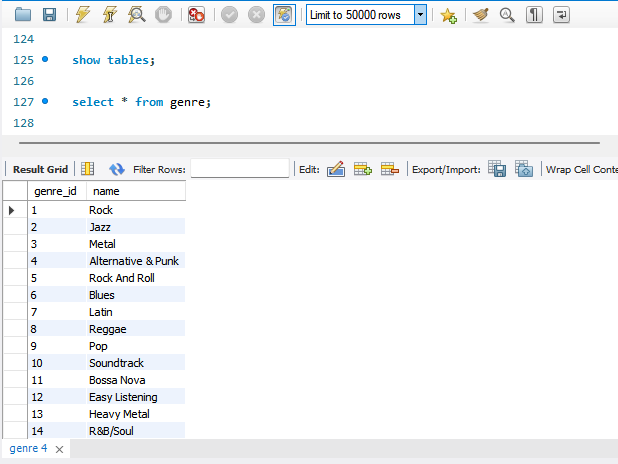 Limit to 50000 rows
124
125 show tables;
126
127 select * from genre;
128
Result Grid Filter Rows: Edit: Export/Import: Wrap Cell Conte
genre_id name
1 Rock
2 Jazz
3 Metal
4 Alternative & Punk
5 Rock And Roll
6 Blues
7 Latin
8 Reggae
9 Pop
10 Soundtrack
11 Bossa Nova
12 Easy Listening
13 Heavy Metal
14 R&B/Soul
genre 4